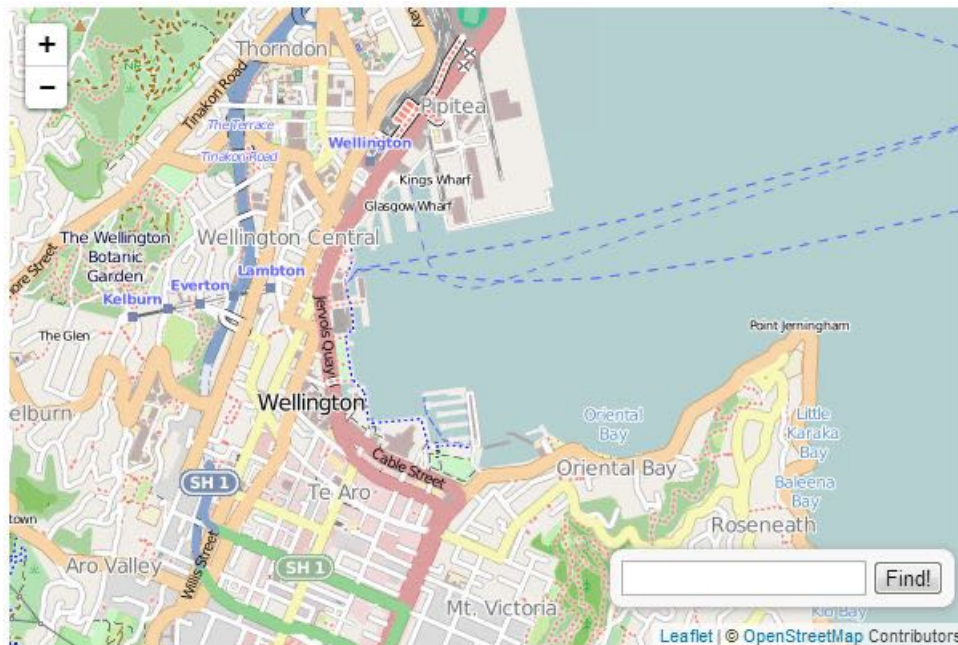 +
−
Thorndon
Quay
Tinakori Road
Pipitea
The Terrace
Wellington
Tinakori Road
Kings Wharf
Glasgow Wharf
The Wellington
Botanic
Garden
Wellington Central
Lambton
Everton
Kelburn
Jervois Quay
The Glen
Point Jerningham
Wellington
elburn
Oriental
Bay
Little
Karaka
Bay
Cable Street
Oriental Bay
Baleena
Bay
SH 1
Te Aro
Roseneath
town
Aro Valley
Willis Street
SH 1
Find!
Mt. Victoria
Leaflet | © OpenStreetMap Contributors